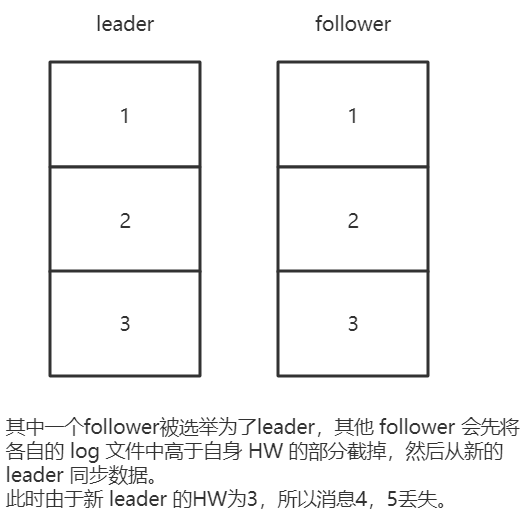 leader follower
1 1
2 2
3 3
其中一个follower被选举为了leader，其他 follower 会先将
各自的 log 文件中高于自身 HW 的部分截掉，然后从新的
leader 同步数据。
此时由于新 leader 的HW为3，所以消息4，5丢失。